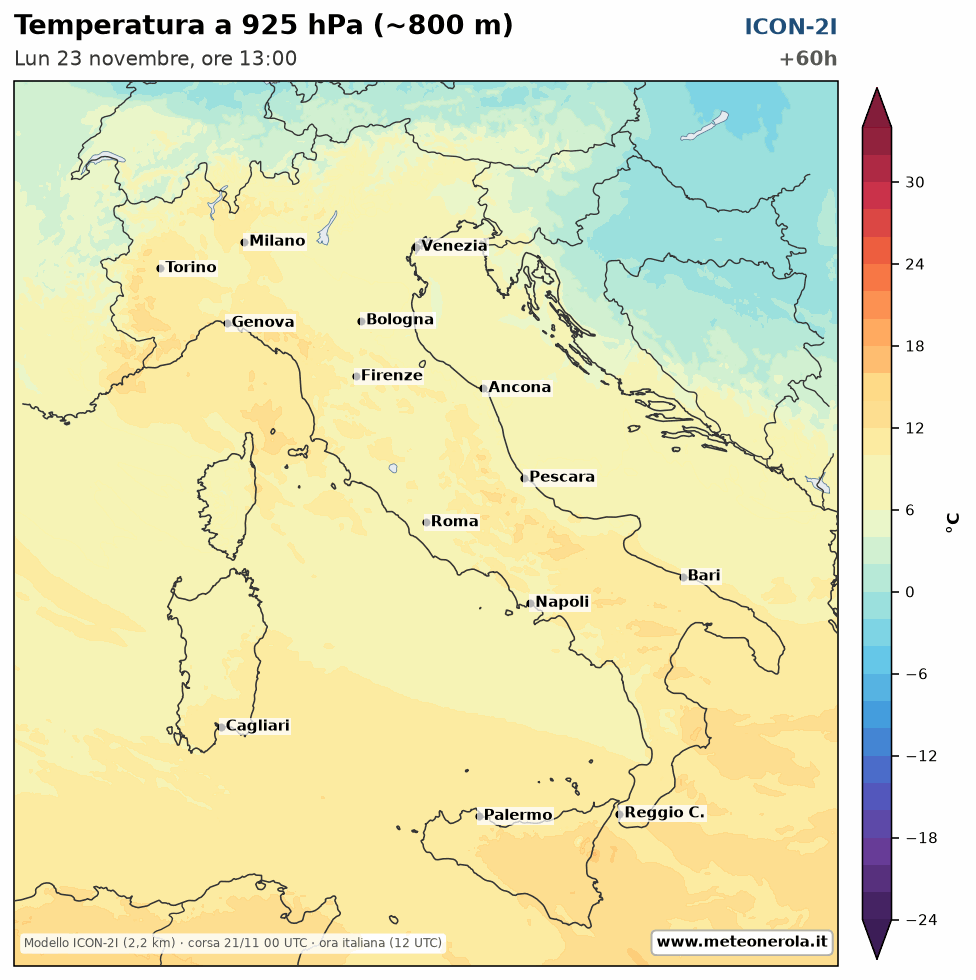 Temperatura a 925 hPa (~800 m)
ICON-2I
Lun 23 novembre, ore 13:00
+60h
Milano
Venezia
Torino
Genova
Bologna
Firenze
Ancona
Pescara
Roma
Bari
Napoli
Cagliari
Palermo
Reggio C.
30
24
18
12
6
0
−6
−12
−18
−24
°C
Modello ICON-2I (2,2 km) · corsa 21/11 00 UTC · ora italiana (12 UTC)
www.meteonerola.it